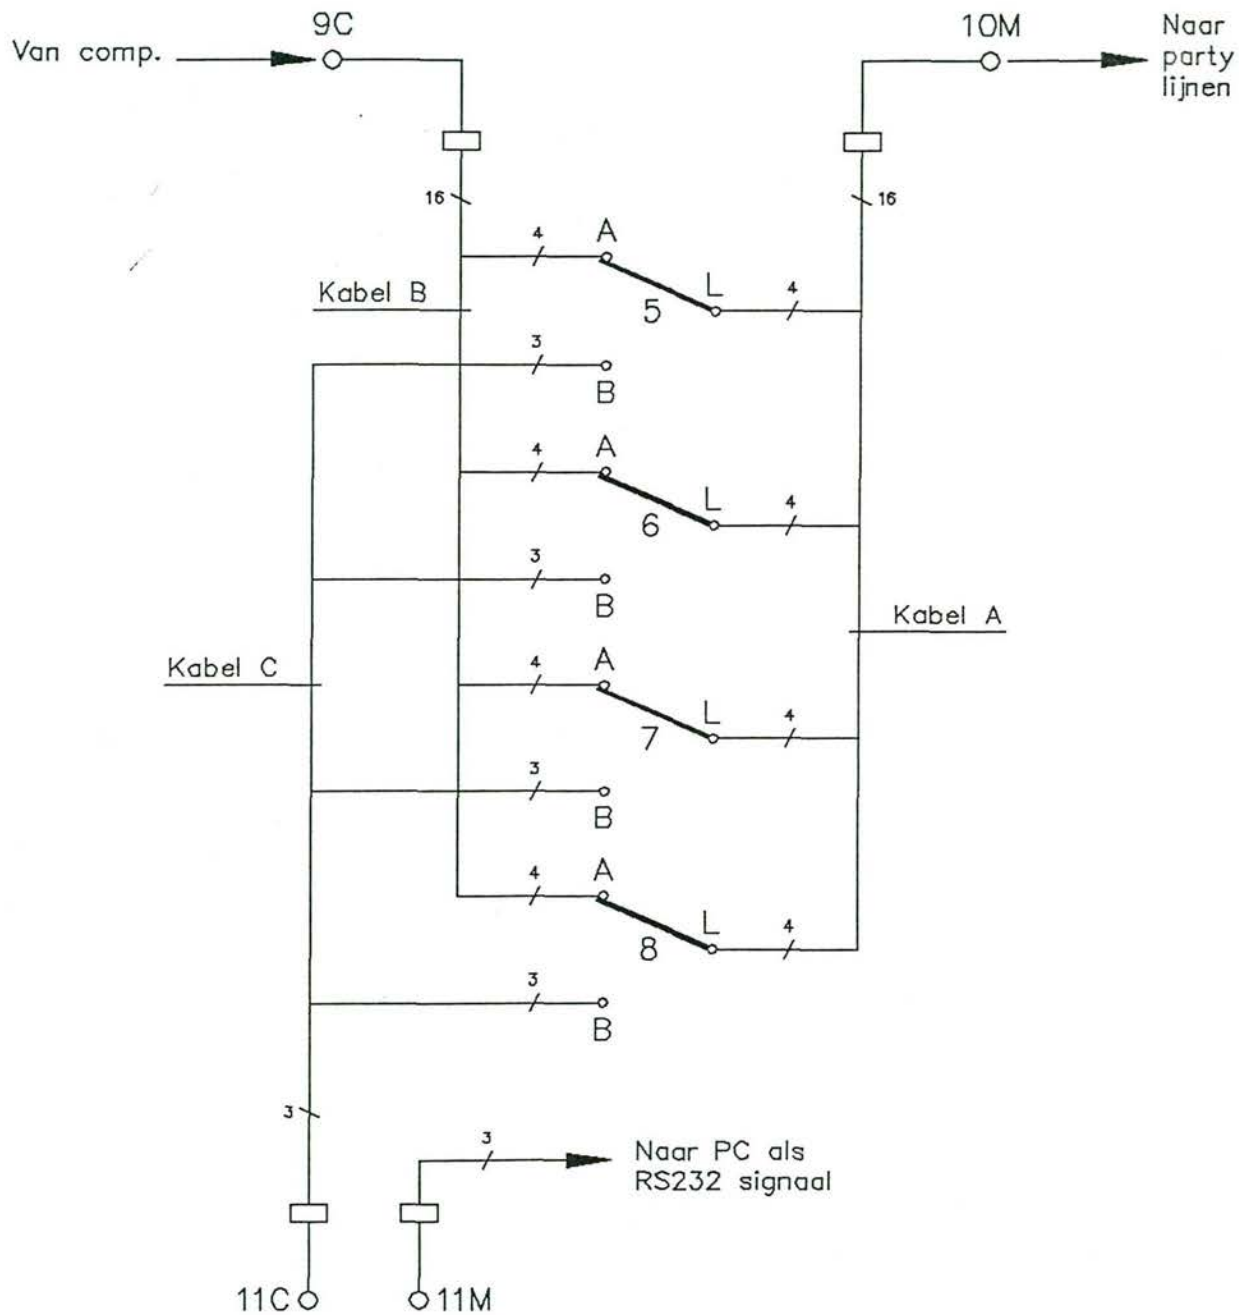 9C
10M
Van comp.
Naar
party
lijnen
16
16
4
A
L
4
Kabel B
5
3
B
A
4
L
4
6
3
B
Kabel A
Kabel C
4
A
L
4
7
3
B
4
A
L
4
8
3
B
3
3
Naar PC als
RS232 signaal
11C
11M